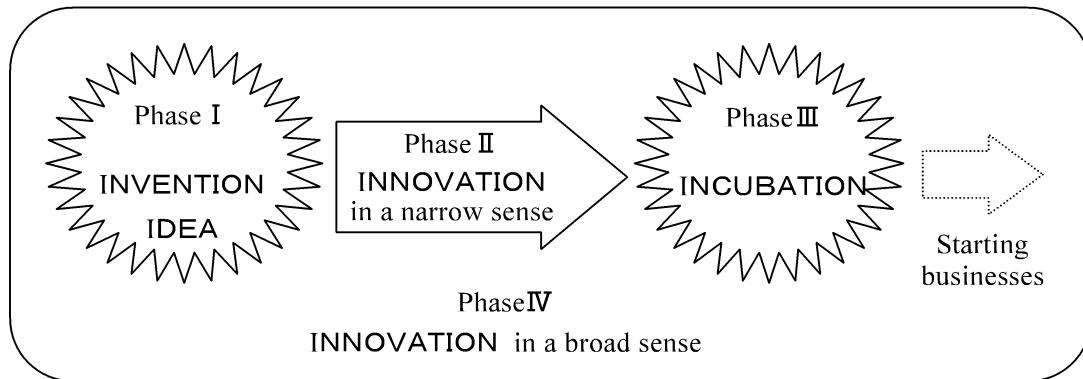 Phase Ⅰ
INVENTION
IDEA
Phase Ⅱ
INNOVATION
in a narrow sense
Phase Ⅲ
INCUBATION
Starting
businesses
Phase Ⅳ
INNOVATION in a broad sense